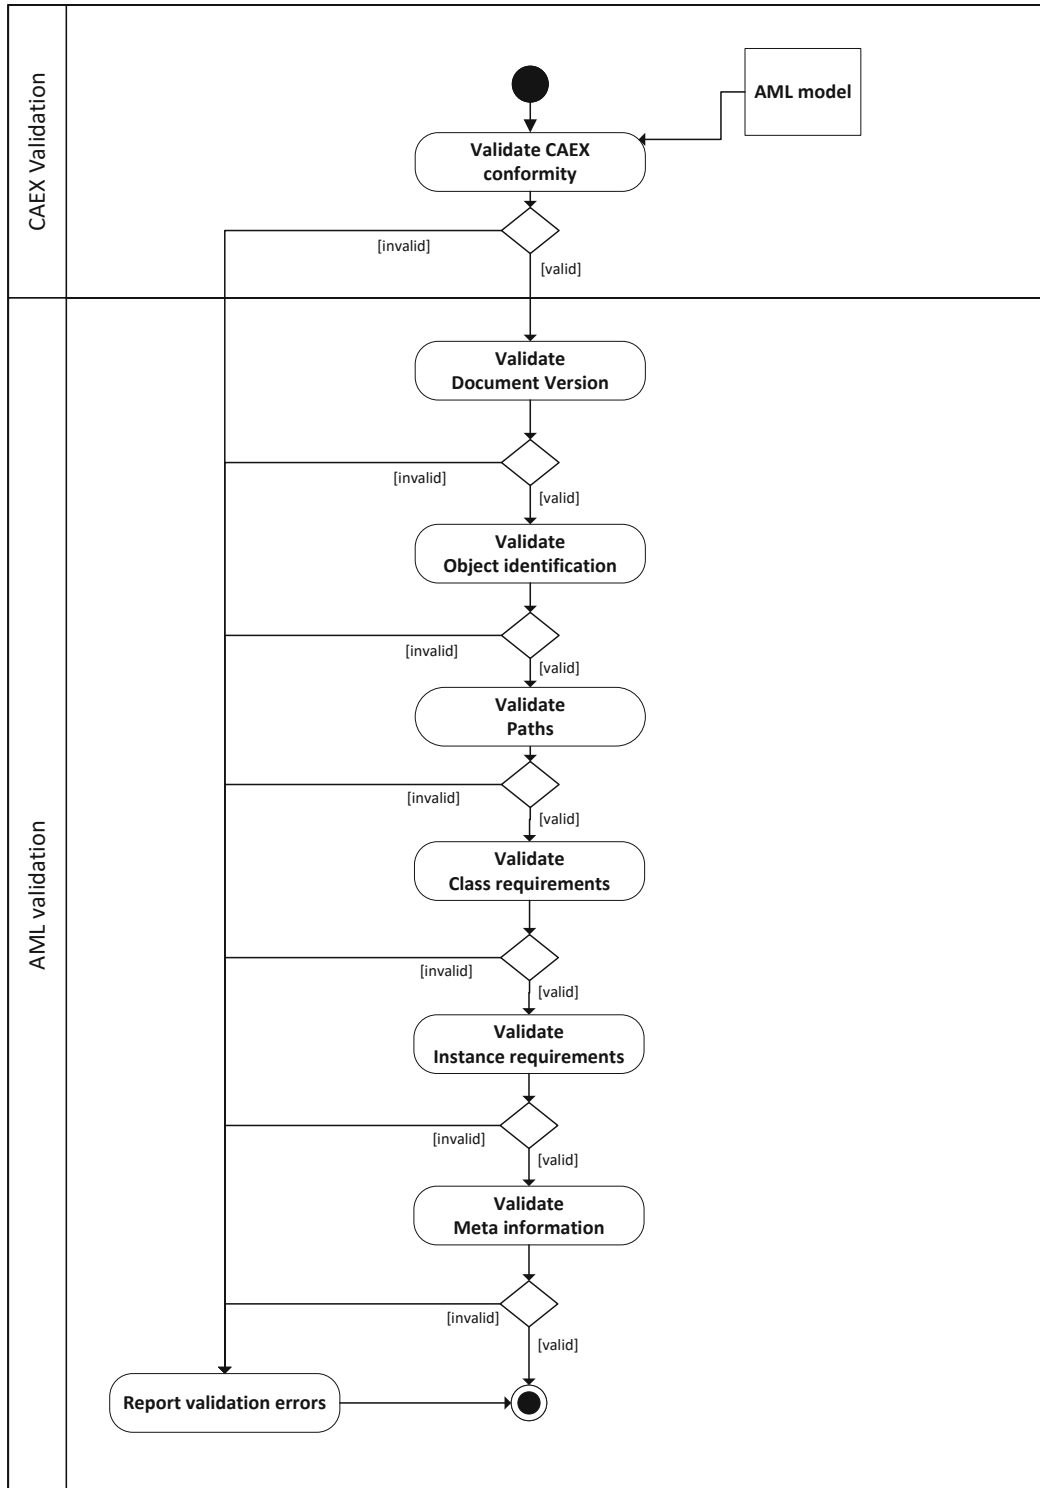 CAEX Validation
AML model
Validate CAEX
conformity
[invalid]
[valid]
AML validation
Validate
Document Version
[invalid]
[valid]
Validate
Object identification
[invalid]
[valid]
Validate
Paths
[invalid]
[valid]
Validate
Class requirements
[invalid]
[valid]
Validate
Instance requirements
[invalid]
[valid]
Validate
Meta information
[invalid]
[valid]
Report validation errors